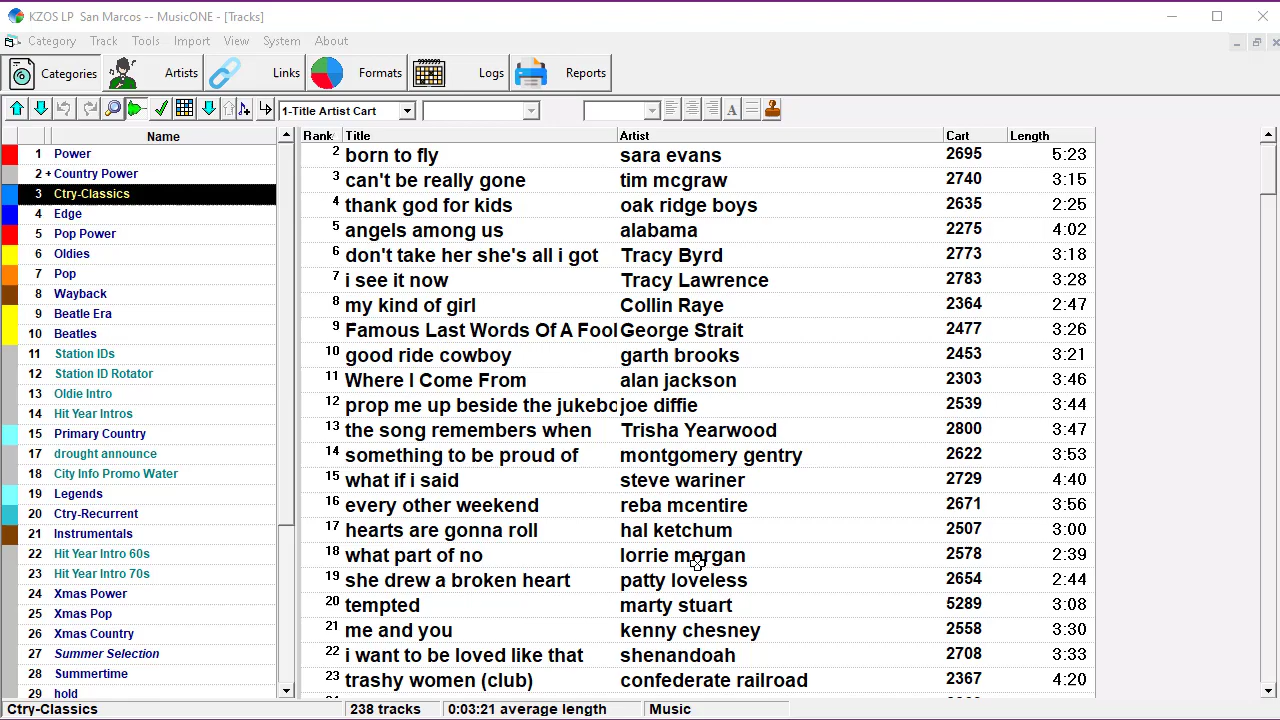 KZOS LP San Marcos -- MusicONE - [Tracks]
Category Track Tools Import View System About
Categories Artists Links Formats Logs Reports
1-Title Artist Cart A
Name
1 Power
2 + Country Power
3 Ctry-Classics
4 Edge
5 Pop Power
6 Oldies
7 Pop
8 Wayback
9 Beatle Era
10 Beatles
11 Station IDs
12 Station ID Rotator
13 Oldie Intro
14 Hit Year Intros
15 Primary Country
17 drought announce
18 City Info Promo Water
19 Legends
20 Ctry-Recurrent
21 Instrumentals
22 Hit Year Intro 60s
23 Hit Year Intro 70s
24 Xmas Power
25 Xmas Pop
26 Xmas Country
27 Summer Selection
28 Summertime
29 hold
Rank Title Artist Cart Length
2 born to fly sara evans 2695 5:23
3 can't be really gone tim mcgraw 2740 3:15
4 thank god for kids oak ridge boys 2635 2:25
5 angels among us alabama 2275 4:02
6 don't take her she's all i got Tracy Byrd 2773 3:18
7 i see it now Tracy Lawrence 2783 3:28
8 my kind of girl Collin Raye 2364 2:47
9 Famous Last Words Of A Fool George Strait 2477 3:26
10 good ride cowboy garth brooks 2453 3:21
11 Where I Come From alan jackson 2303 3:46
12 prop me up beside the jukebo joe diffie 2539 3:44
13 the song remembers when Trisha Yearwood 2800 3:47
14 something to be proud of montgomery gentry 2622 3:53
15 what if i said steve wariner 2729 4:40
16 every other weekend reba mcentire 2671 3:56
17 hearts are gonna roll hal ketchum 2507 3:00
18 what part of no lorrie morgan 2578 2:39
19 she drew a broken heart patty loveless 2654 2:44
20 tempted marty stuart 5289 3:08
21 me and you kenny chesney 2558 3:30
22 i want to be loved like that shenandoah 2708 3:33
23 trashy women (club) confederate railroad 2367 4:20
Ctry-Classics 238 tracks 0:03:21 average length Music